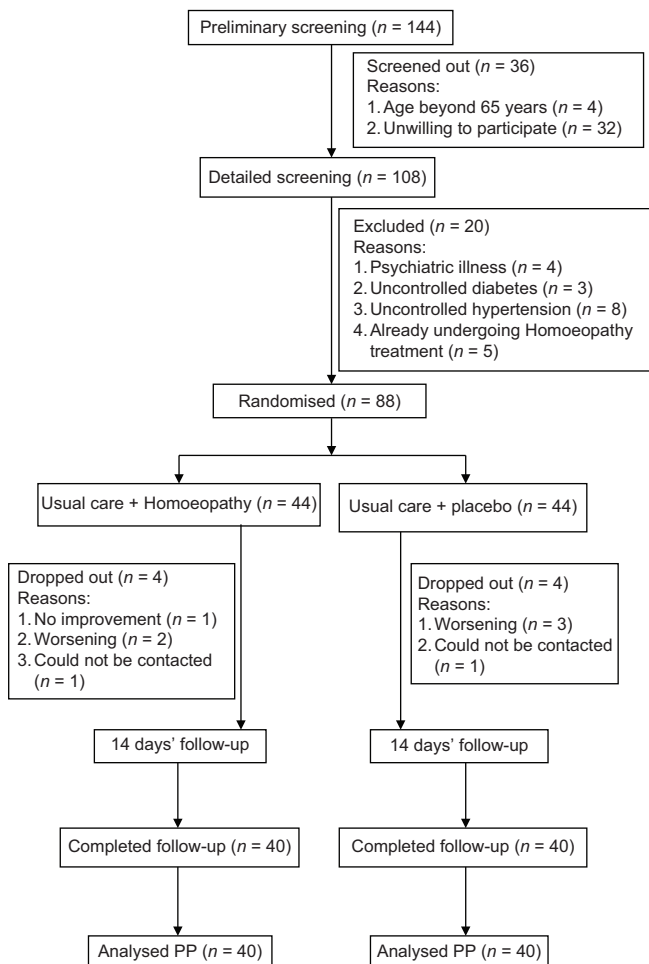 Preliminary screening (n = 144)
Screened out (n = 36)
Reasons:
1. Age beyond 65 years (n = 4)
2. Unwilling to participate (n = 32)
Detailed screening (n = 108)
Excluded (n = 20)
Reasons:
1. Psychiatric illness (n = 4)
2. Uncontrolled diabetes (n = 3)
3. Uncontrolled hypertension (n = 8)
4. Already undergoing Homoeopathy
treatment (n = 5)
Randomised (n = 88)
Usual care + Homoeopathy (n = 44)
Usual care + placebo (n = 44)
Dropped out (n = 4)
Reasons:
1. No improvement (n = 1)
2. Worsening (n = 2)
3. Could not be contacted
(n = 1)
Dropped out (n = 4)
Reasons:
1. Worsening (n = 3)
2. Could not be contacted
(n = 1)
14 days' follow-up
14 days' follow-up
Completed follow-up (n = 40)
Completed follow-up (n = 40)
Analysed PP (n = 40)
Analysed PP (n = 40)